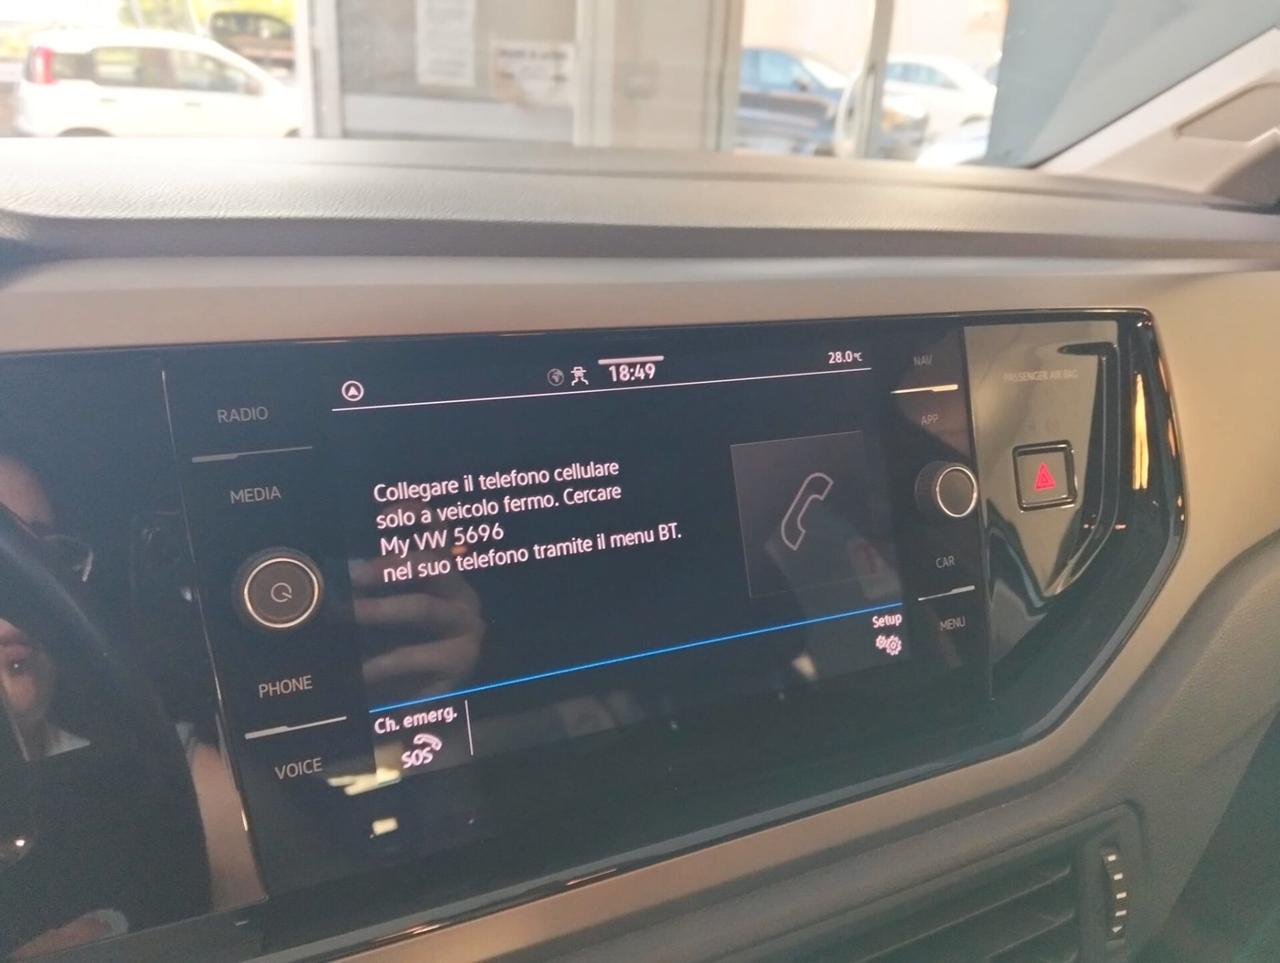 18:49
28.0°C
NAV
RADIO
APP
PASSENGER AIR BAG
MEDIA
Collegare il telefono cellulare
solo a veicolo fermo. Cercare
My VW 5696
nel suo telefono tramite il menu BT.
CAR
MENU
Setup
PHONE
Ch. emerg.
SOS
VOICE